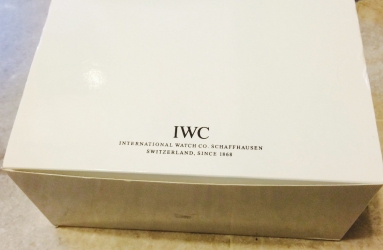 IWC
INTERNATIONAL WATCH CO. SCHAFFHAUSEN
SWITZERLAND, SINCE 1868